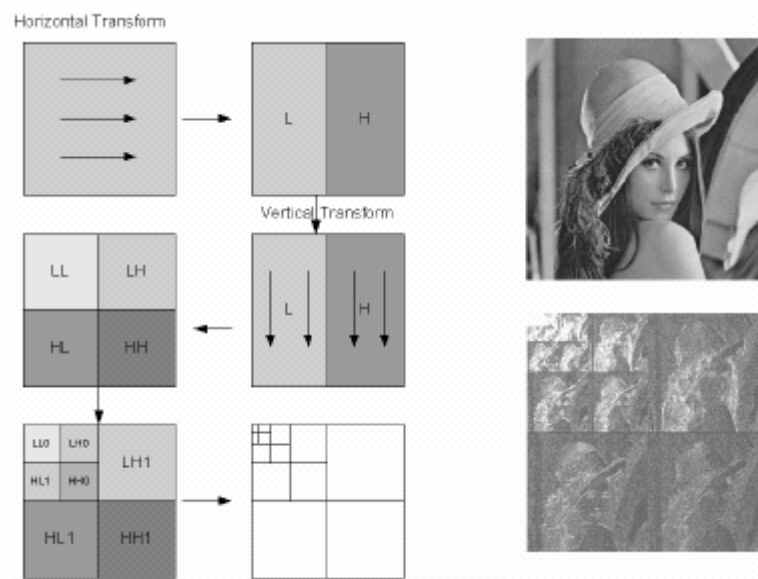 Horizontal Transform
L H
Vertical Transform
LL LH
L H
HL HH
LL0 LH0
LH1
HL1 HH0
HL1 HH1